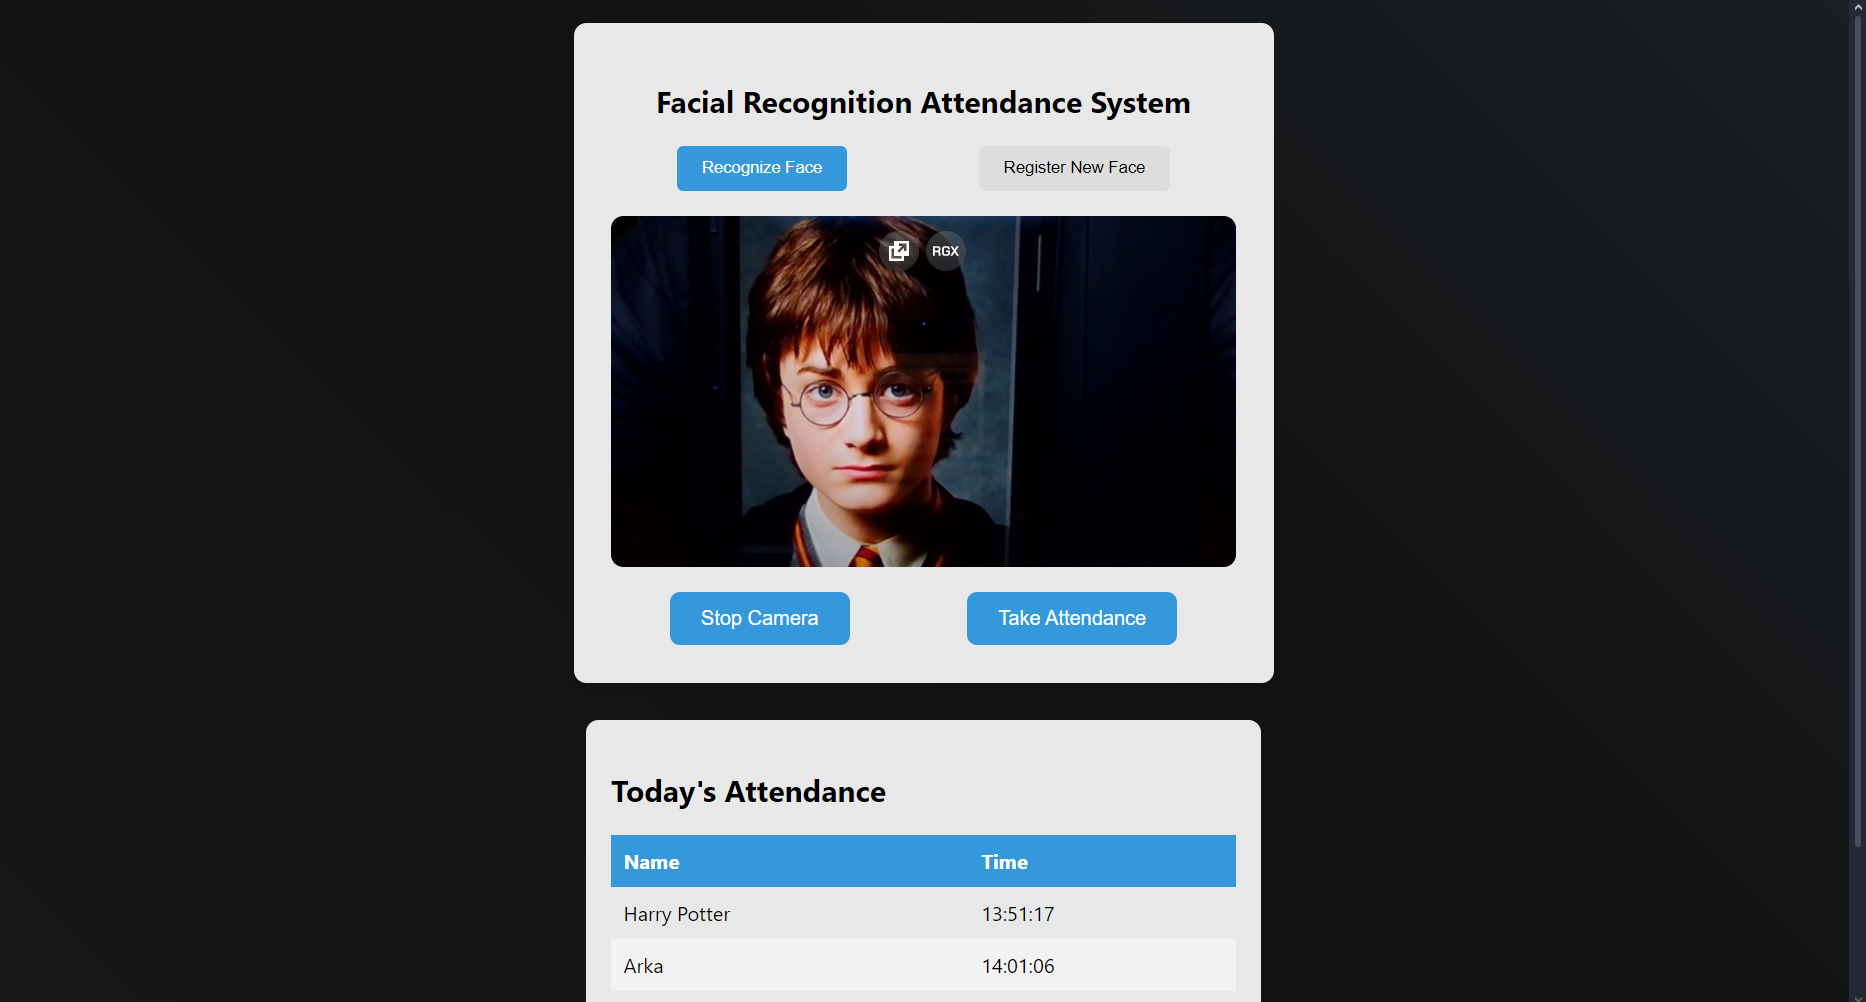 Facial Recognition Attendance System
Recognize Face
Register New Face
RGX
Stop Camera
Take Attendance
Today's Attendance
Name Time
Harry Potter 13:51:17
Arka 14:01:06